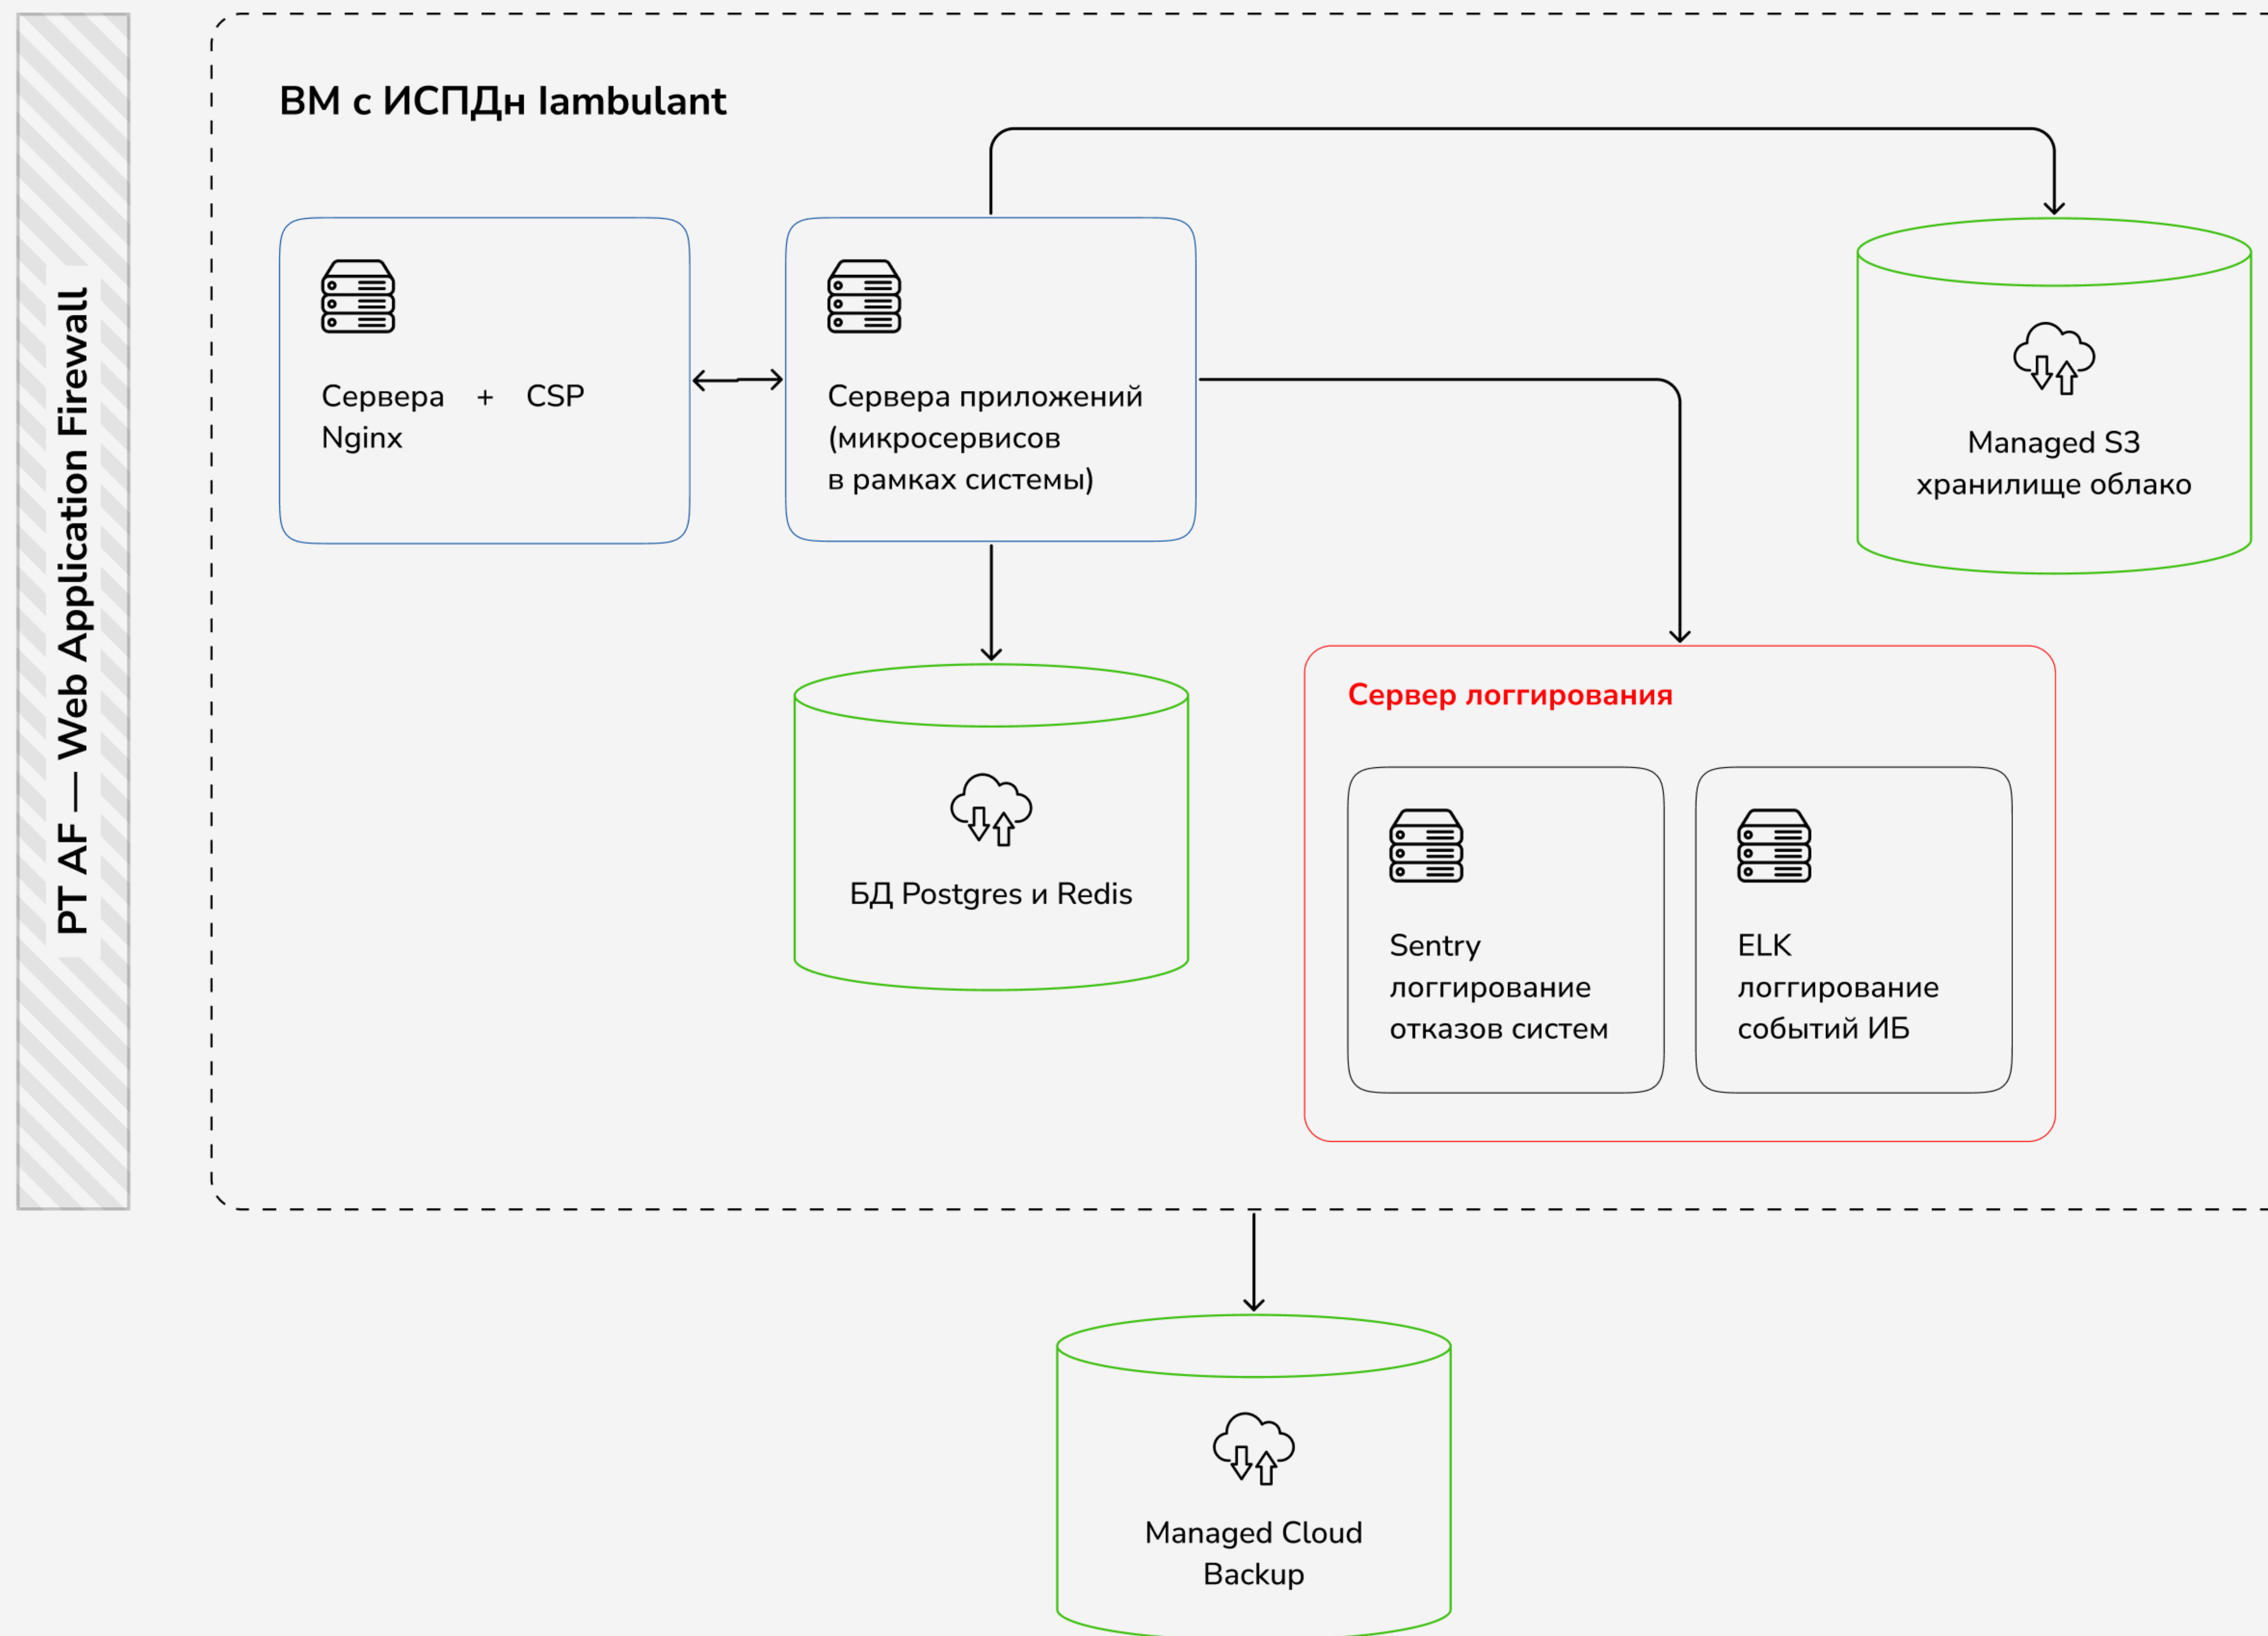 PT AF — Web Application Firewall
ВМ с ИСПДн Iambulant
Сервера + CSP
Nginx
Сервера приложений
(микросервисов
в рамках системы)
Managed S3
хранилище облако
БД Postgres и Redis
Сервер логгирования
Sentry
логгирование
отказов систем
ELK
логгирование
событий ИБ
Managed Cloud
Backup